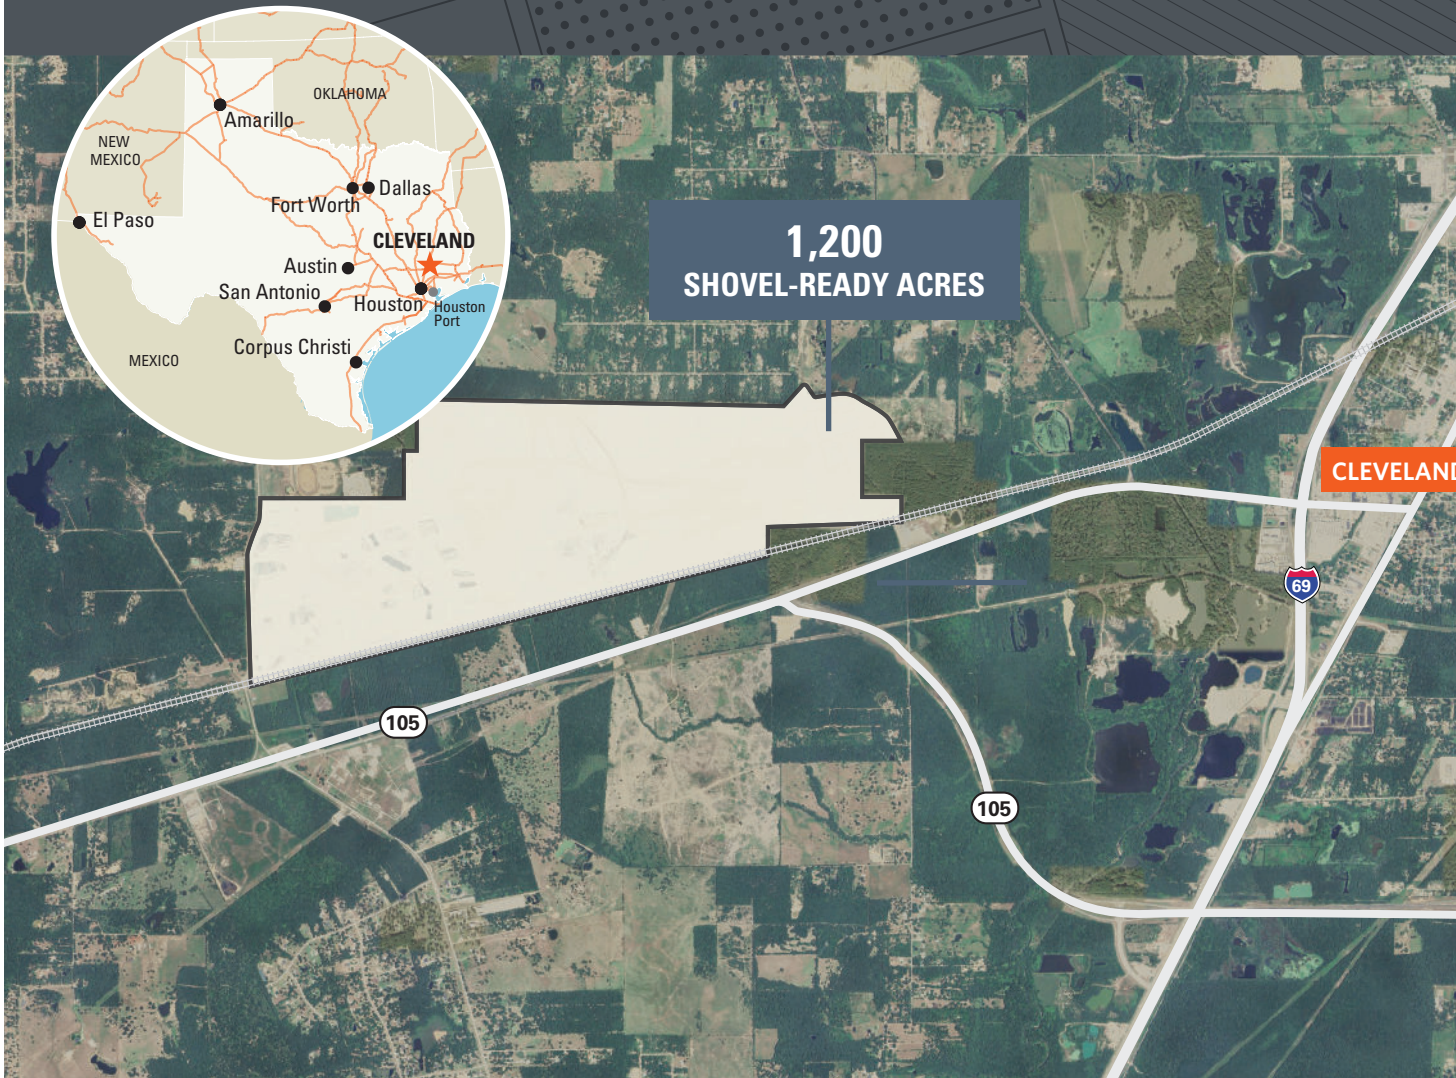 OKLAHOMA
Amarillo
NEW
MEXICO
Dallas
Fort Worth
El Paso
CLEVELAND
Austin
San Antonio
Houston
Houston
Port
Corpus Christi
MEXICO
1,200
SHOVEL-READY ACRES
CLEVELAND
69
105
105